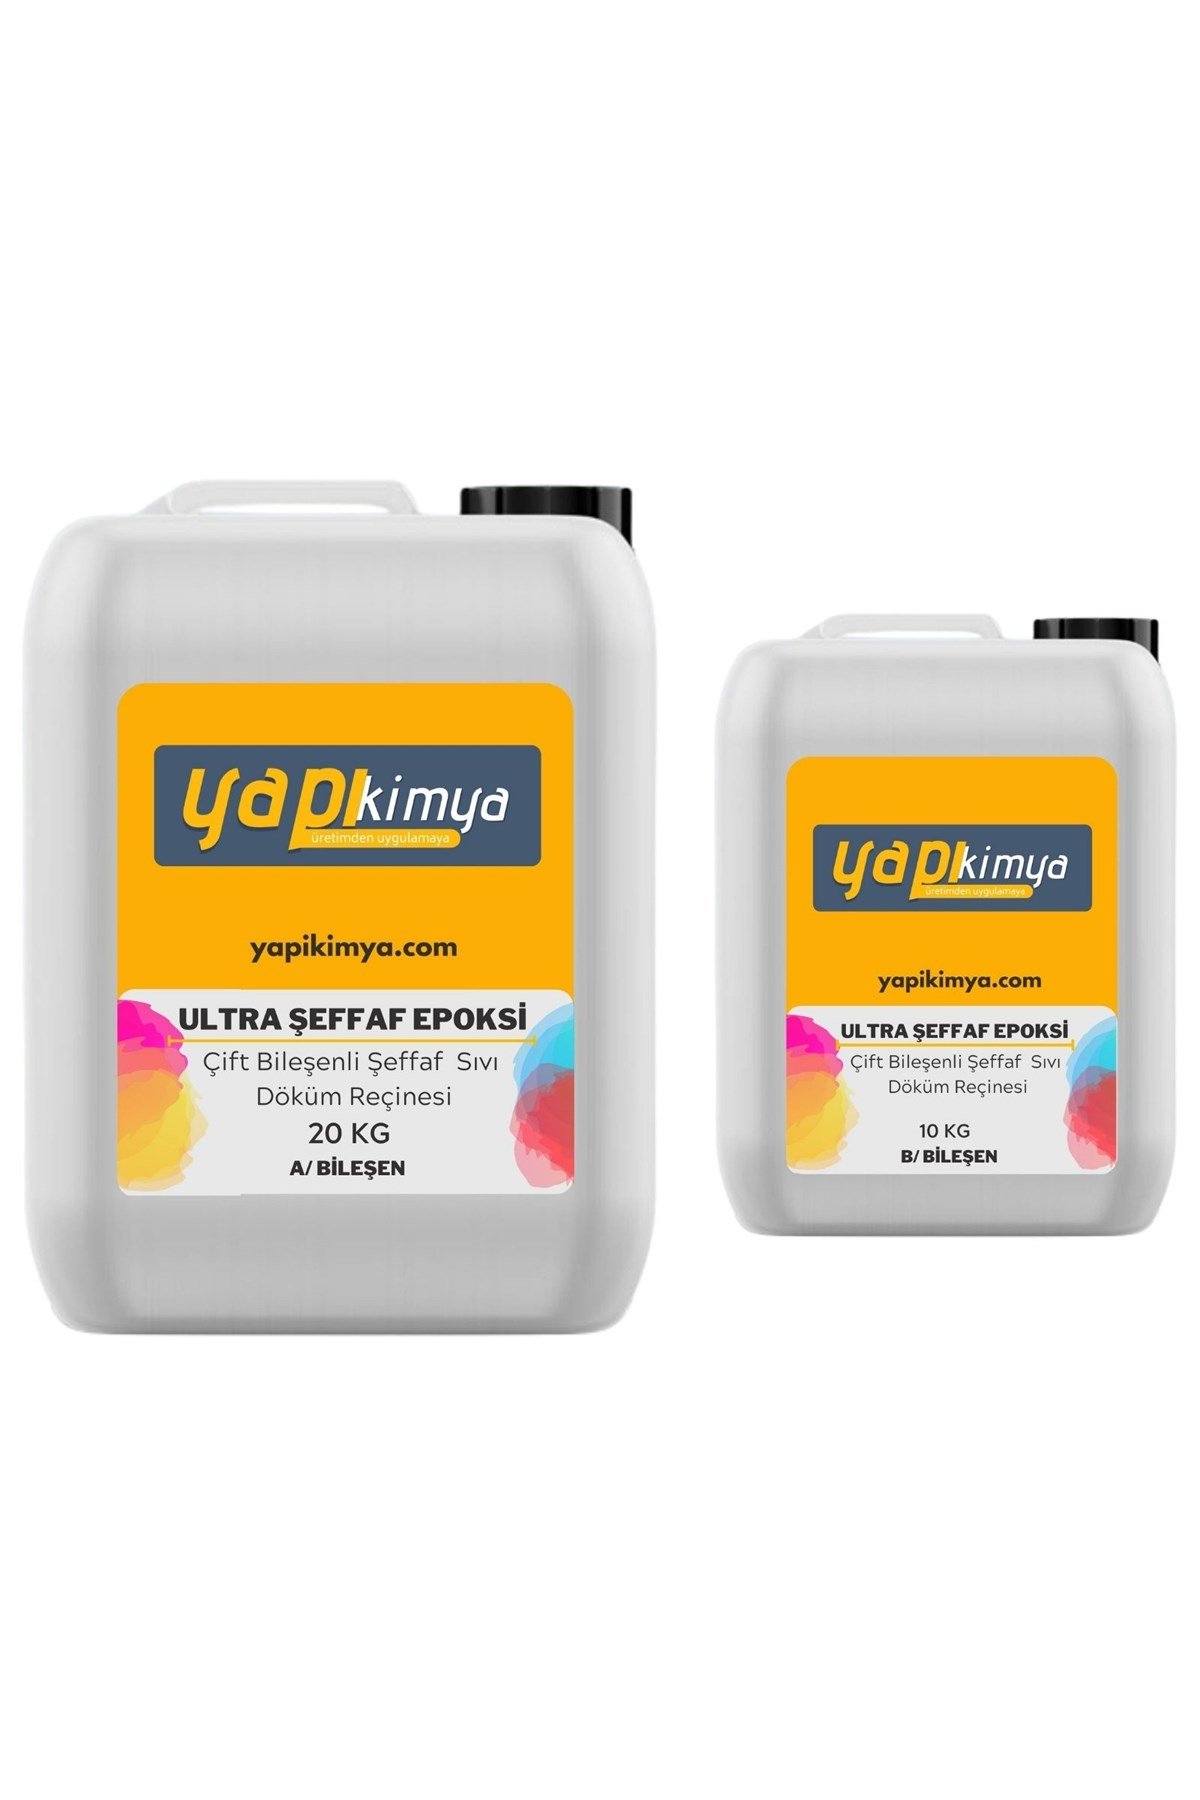 yapıkimya
üretimden uygulamaya
yapikimya.com
ULTRA ŞEFFAF EPOKSİ
Çift Bileşenli Şeffaf Sıvı
Döküm Reçinesi
20 KG
A/ BİLEŞEN
yapıkimya
üretimden uygulamaya
yapikimya.com
ULTRA ŞEFFAF EPOKSİ
Çift Bileşenli Şeffaf Sıvı
Döküm Reçinesi
10 KG
B/ BİLEŞEN